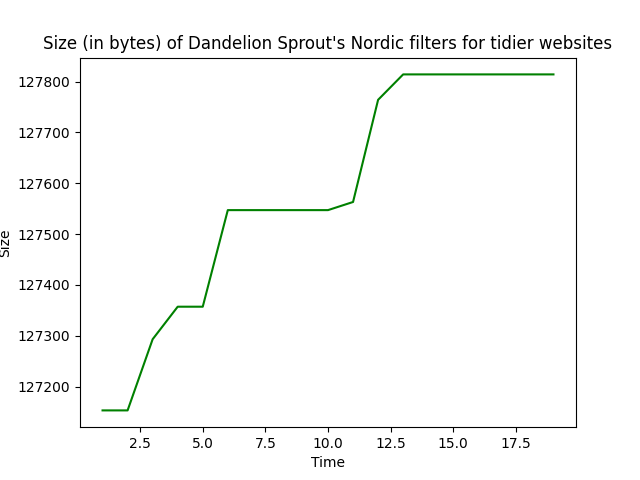 Size (in bytes) of Dandelion Sprout's Nordic filters for tidier websites
127800
127700
127600
127500
127400
127300
127200
Size
2.5 5.0 7.5 10.0 12.5 15.0 17.5
Time